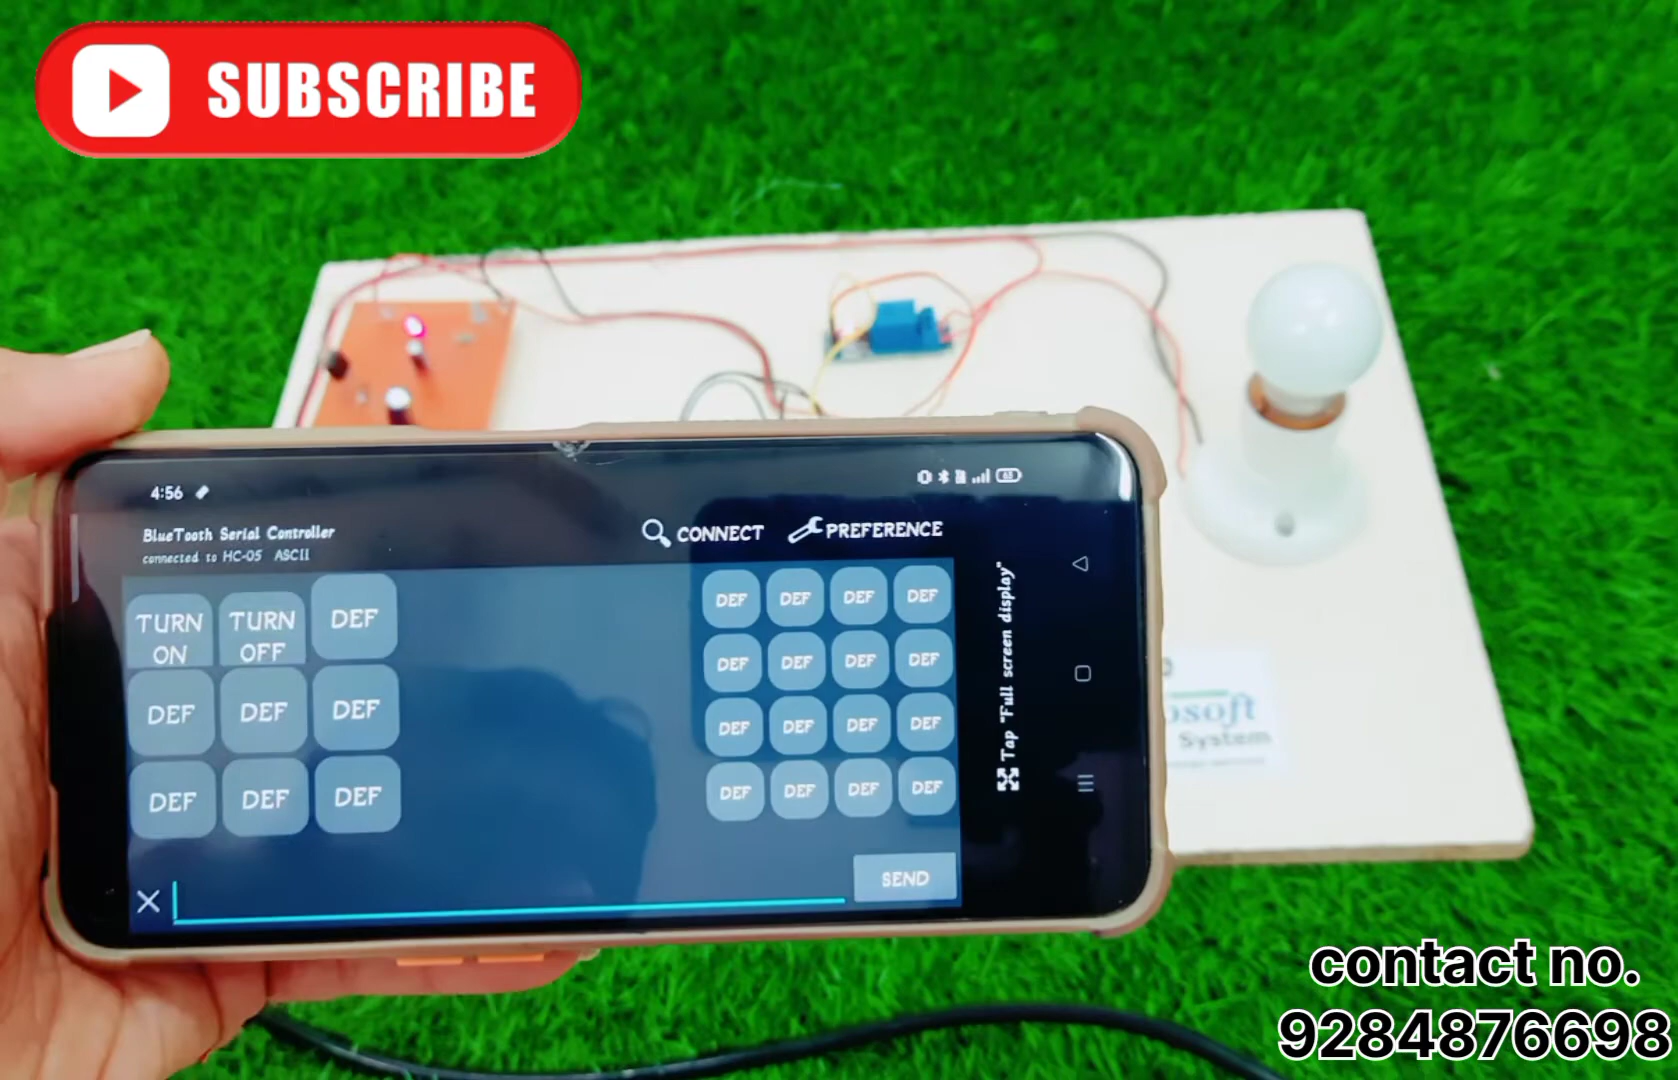 SUBSCRIBE
4:56
BlueTooth Serial Controller
connected to HC-05 ASCII
CONNECT
PREFERENCE
TURN ON
TURN OFF
DEF
DEF DEF DEF
DEF DEF DEF
DEF DEF DEF DEF
DEF DEF DEF DEF
DEF DEF DEF DEF
DEF DEF DEF DEF
Tap "Full screen display"
SEND
osoft
System
contact no.
9284876698